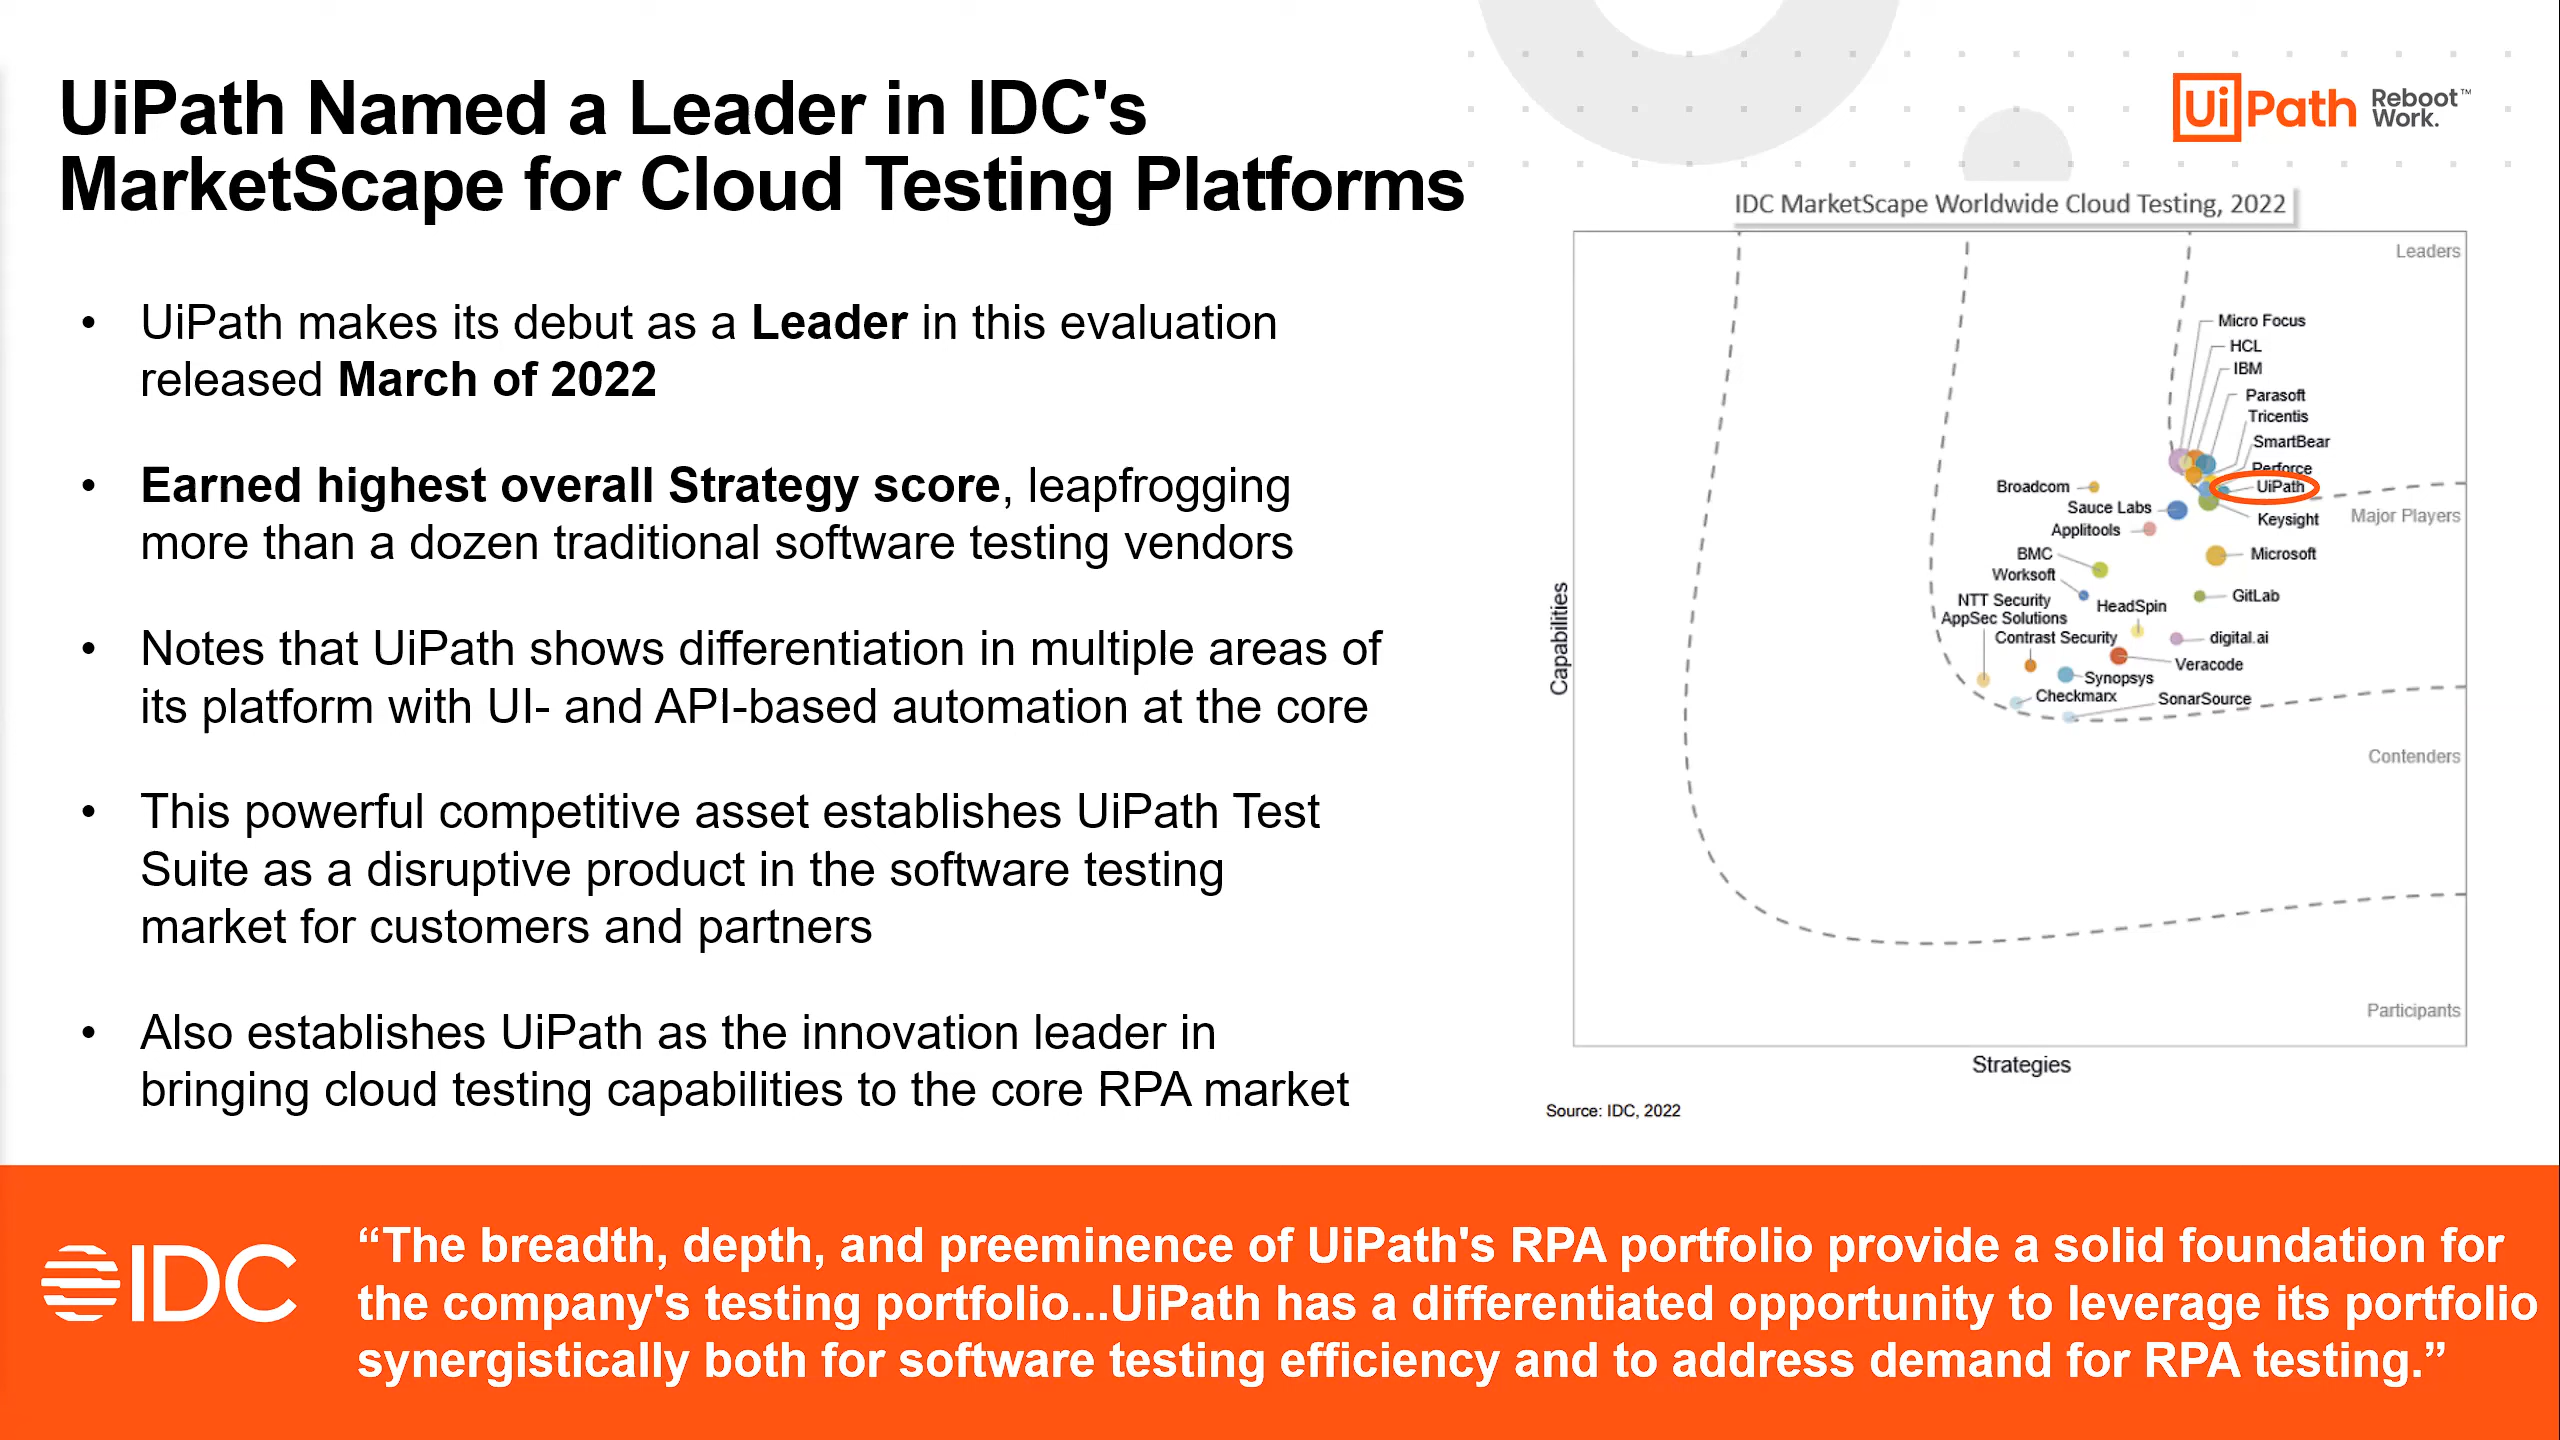 UiPath Named a Leader in IDC's
MarketScape for Cloud Testing Platforms
UiPath Reboot™
Work.
• UiPath makes its debut as a Leader in this evaluation
released March of 2022
• Earned highest overall Strategy score, leapfrogging
more than a dozen traditional software testing vendors
• Notes that UiPath shows differentiation in multiple areas of
its platform with UI- and API-based automation at the core
• This powerful competitive asset establishes UiPath Test
Suite as a disruptive product in the software testing
market for customers and partners
• Also establishes UiPath as the innovation leader in
bringing cloud testing capabilities to the core RPA market
IDC MarketScape Worldwide Cloud Testing, 2022
Leaders
Micro Focus
HCL
IBM
Parasoft
Tricentis
SmartBear
Perforce
Broadcom
UiPath
Sauce Labs
Keysight
Major Players
Applitools
BMC
Microsoft
Worksoft
NTT Security
AppSec Solutions
HeadSpin
GitLab
Contrast Security
digital.ai
Veracode
Synopsys
Checkmarx
SonarSource
Contenders
Participants
Capabilities
Strategies
Source: IDC, 2022
IDC
“The breadth, depth, and preeminence of UiPath's RPA portfolio provide a solid foundation for
the company's testing portfolio...UiPath has a differentiated opportunity to leverage its portfolio
synergistically both for software testing efficiency and to address demand for RPA testing.”